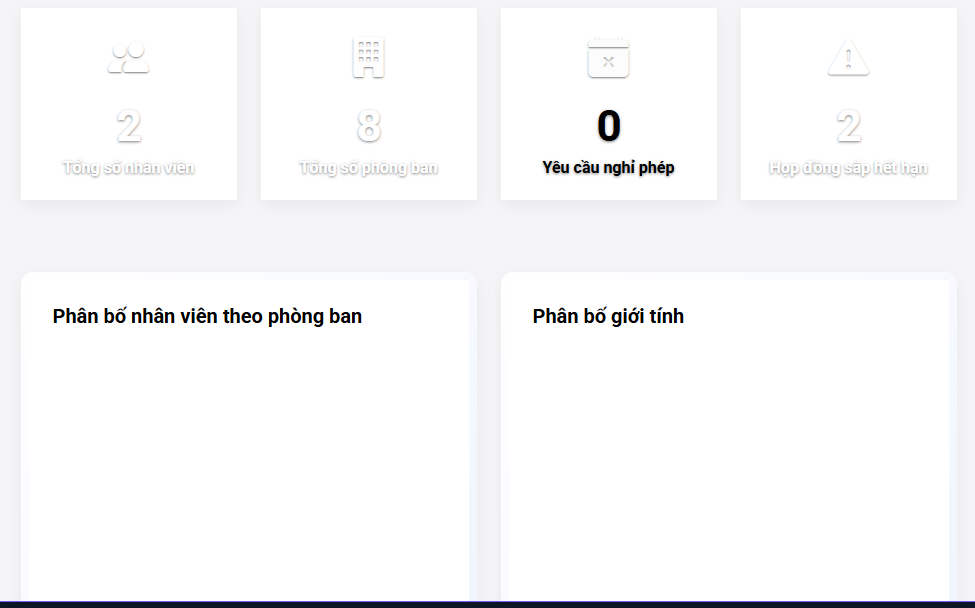 2
8
0
2
Tổng số nhân viên
Tổng số phòng ban
Yêu cầu nghỉ phép
Hợp đồng sắp hết hạn
Phân bố nhân viên theo phòng ban
Phân bố giới tính